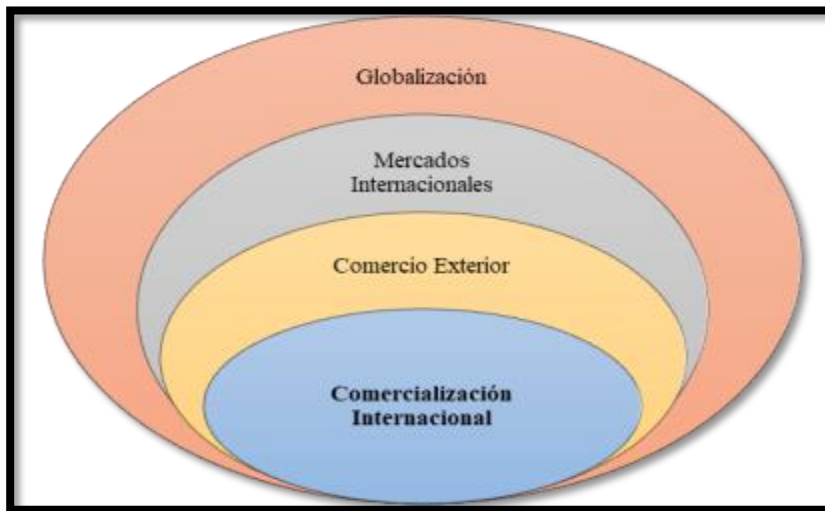 Globalización
Mercados
Internacionales
Comercio Exterior
Comercialización
Internacional